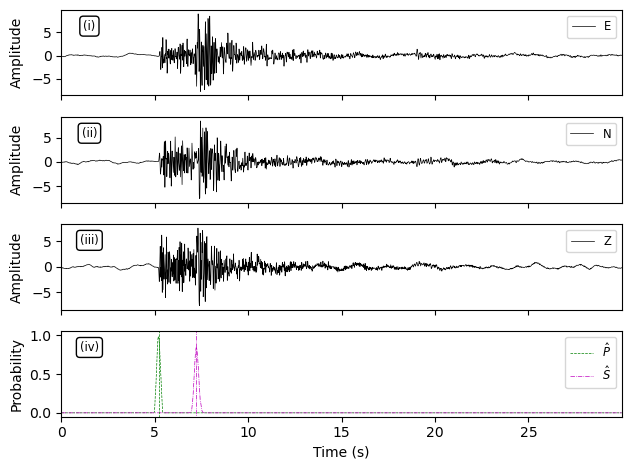 (i)
E
Amplitude
5
0
−5
(ii)
N
Amplitude
5
0
−5
(iii)
Z
Amplitude
5
0
−5
(iv)
P̂
Ŝ
Probability
1.0
0.5
0.0
0 5 10 15 20 25
Time (s)